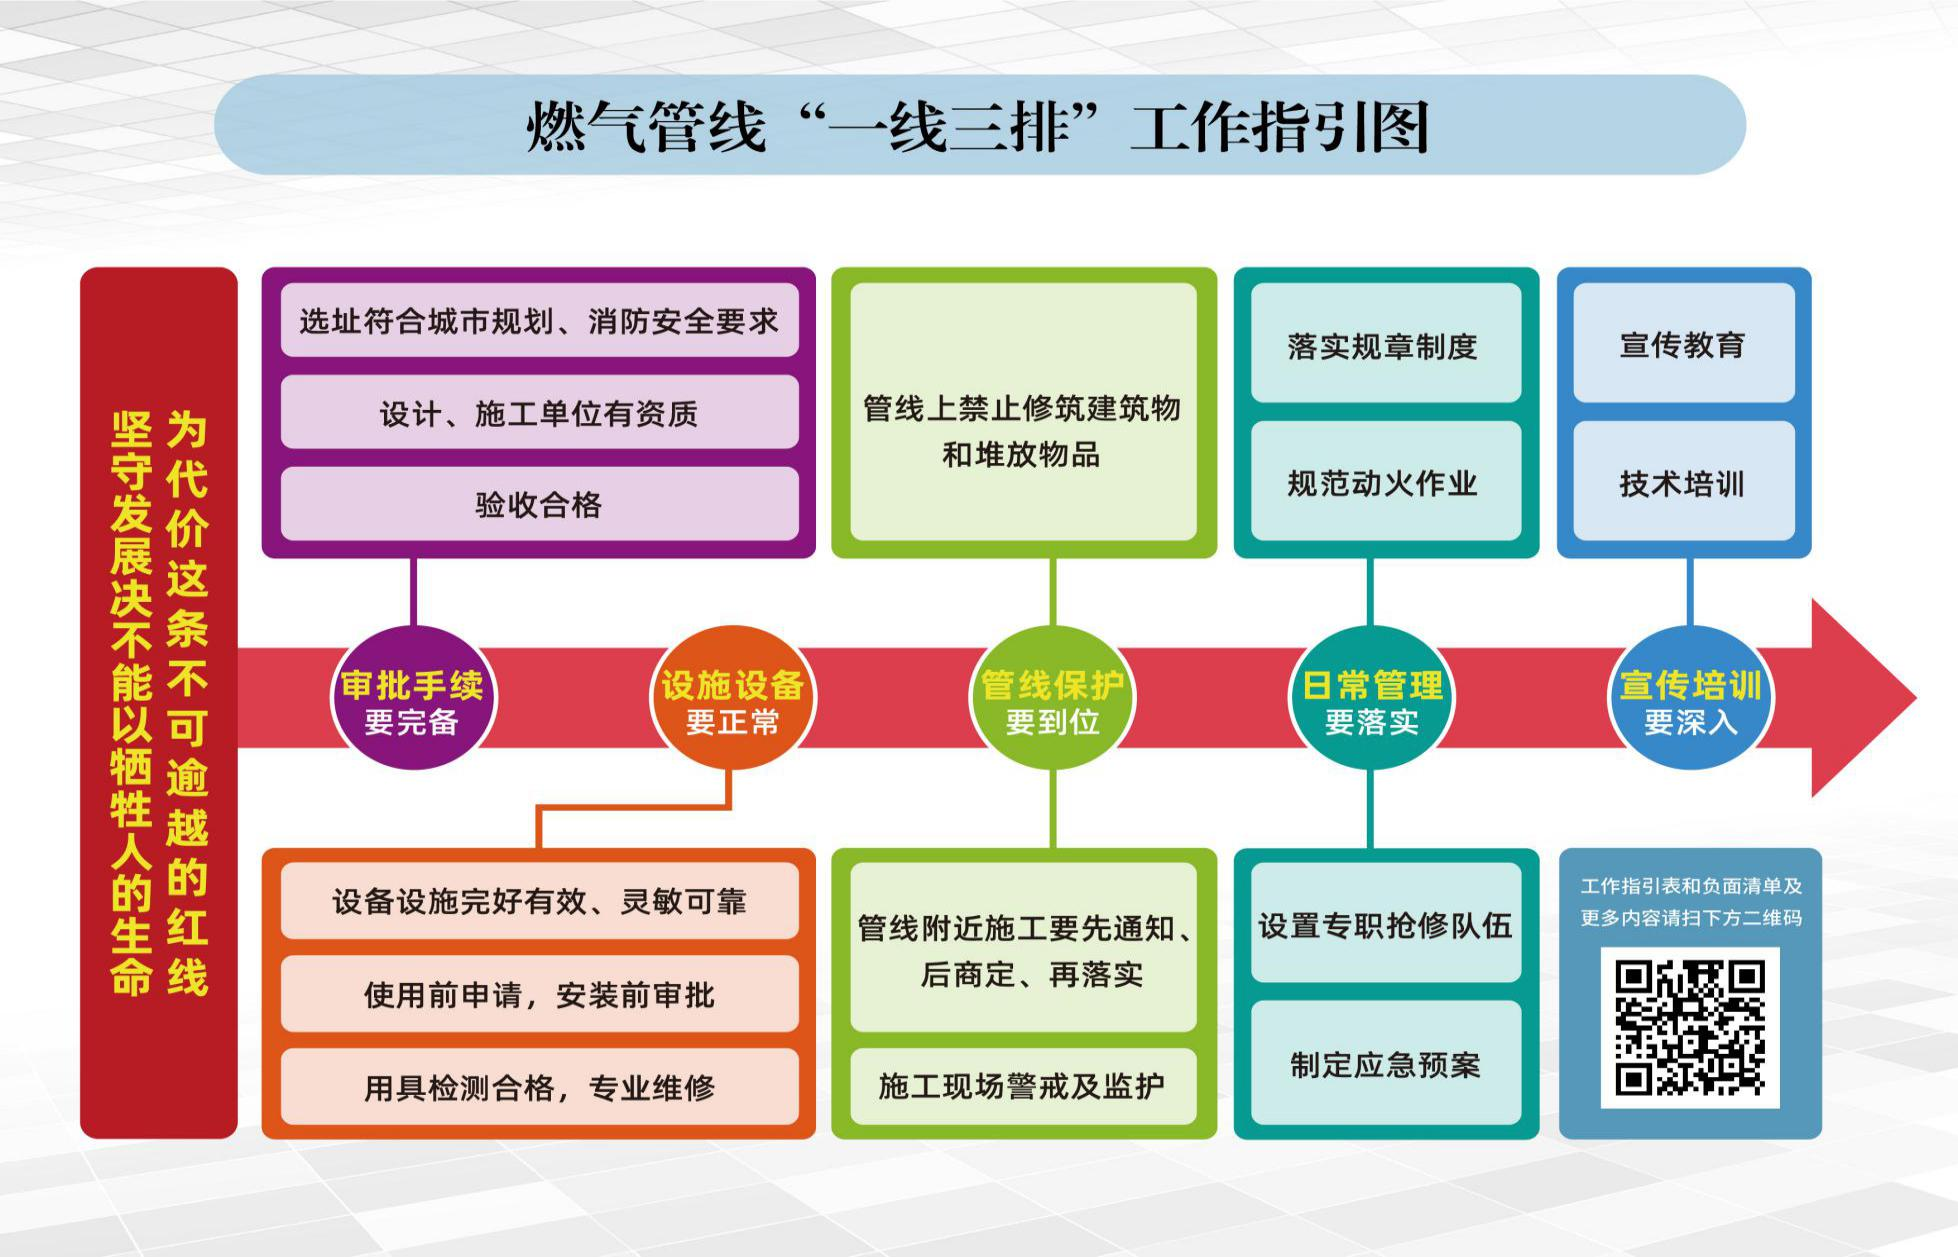 燃气管线“一线三排”工作指引图
坚守发展决不能以牺牲人的生命
为代价这条不可逾越的红线
选址符合城市规划、消防安全要求
设计、施工单位有资质
验收合格
管线上禁止修筑建筑物
和堆放物品
落实规章制度
规范动火作业
宣传教育
技术培训
审批手续
要完备
设施设备
要正常
管线保护
要到位
日常管理
要落实
宣传培训
要深入
设备设施完好有效、灵敏可靠
使用前申请，安装前审批
用具检测合格，专业维修
管线附近施工要先通知、
后商定、再落实
施工现场警戒及监护
设置专职抢修队伍
制定应急预案
工作指引表和负面清单及
更多内容请扫下方二维码